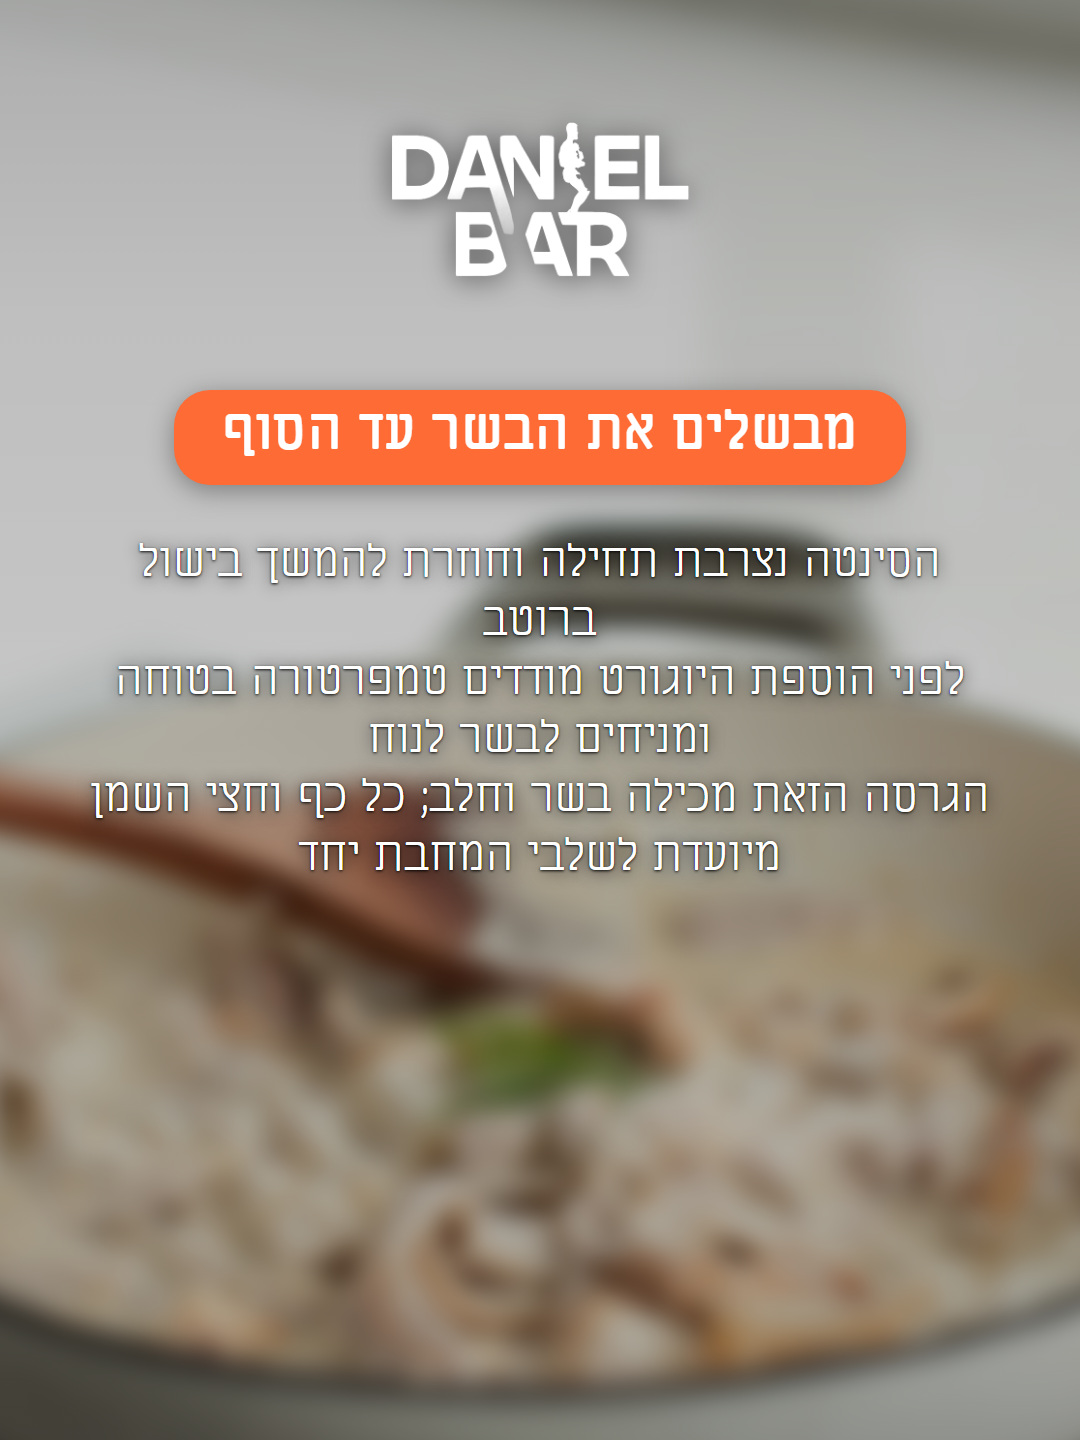 DANIEL
BAR
מבשלים את הבשר עד הסוף
הסינטה נצרבת תחילה וחוזרת להמשך בישול
ברוטב
לפני הוספת היוגורט מודדים טמפרטורה בטוחה
ומניחים לבשר לנוח
הגרסה הזאת מכילה בשר וחלב; כל כף וחצי השמן
מיועדת לשלבי המחבת יחד